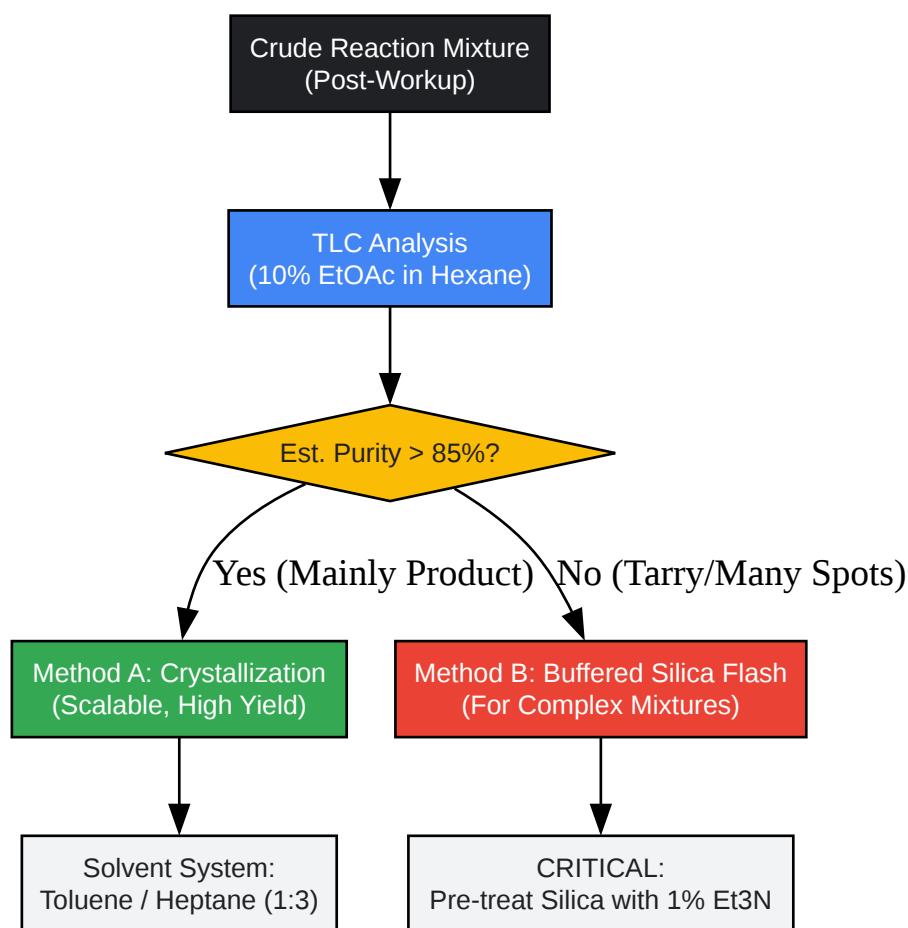 Crude Reaction Mixture
(Post-Workup)
TLC Analysis
(10% EtOAc in Hexane)
Est. Purity > 85%?
Yes (Mainly Product)
No (Tarry/Many Spots)
Method A: Crystallization
(Scalable, High Yield)
Method B: Buffered Silica Flash
(For Complex Mixtures)
Solvent System:
Toluene / Heptane (1:3)
CRITICAL:
Pre-treat Silica with 1% Et3N